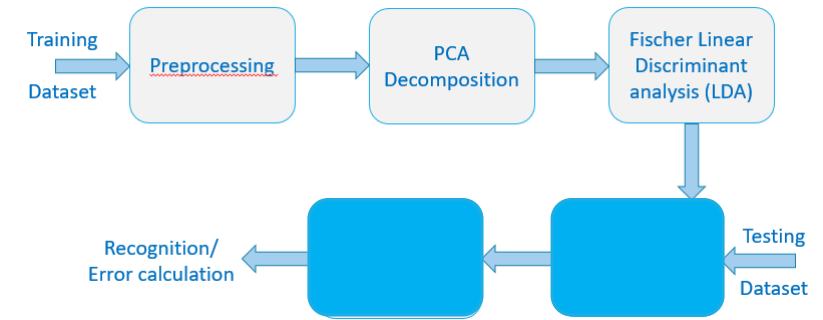 Training
Dataset
Preprocessing
PCA
Decomposition
Fischer Linear
Discriminant
analysis (LDA)
Testing
Dataset
Recognition/
Error calculation